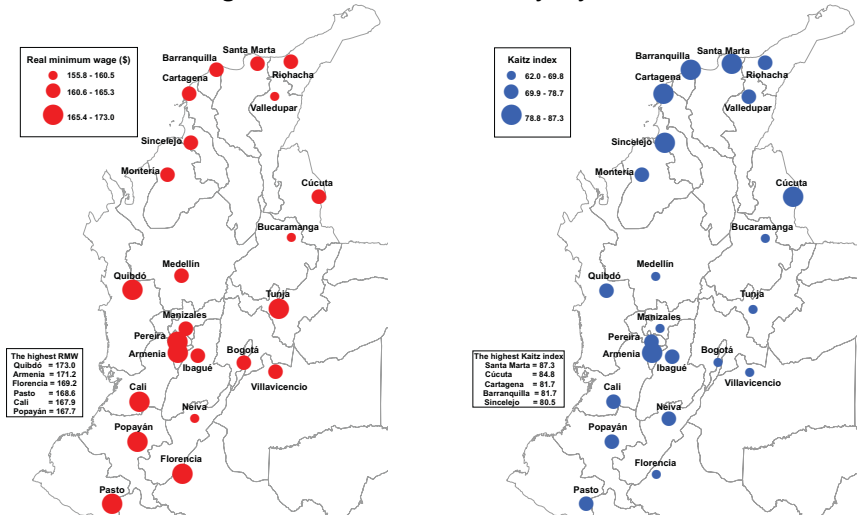 Real minimum wage ($)
155.8 - 160.5
160.6 - 165.3
165.4 - 173.0
Santa Marta
Barranquilla
Riohacha
Cartagena
Valledupar
Sincelejo
Montería
Cúcuta
Bucaramanga
Medellín
Quibdó
Tunja
Manizales
Pereira
Armenia
Ibagué
Bogotá
Villavicencio
Cali
Neiva
Popayán
Florencia
Pasto
The highest RMW
Quibdó = 173.0
Armenia = 171.2
Florencia = 169.2
Pasto = 168.6
Cali = 167.9
Popayán = 167.7
Kaitz index
62.0 - 69.8
69.9 - 78.7
78.8 - 87.3
Santa Marta
Barranquilla
Riohacha
Cartagena
Valledupar
Sincelejo
Montería
Cúcuta
Bucaramanga
Medellín
Quibdó
Tunja
Manizales
Pereira
Armenia
Ibagué
Bogotá
Villavicencio
Cali
Neiva
Popayán
Florencia
Pasto
The highest Kaitz index
Santa Marta = 87.3
Cúcuta = 84.8
Cartagena = 81.7
Barranquilla = 81.7
Sincelejo = 80.5